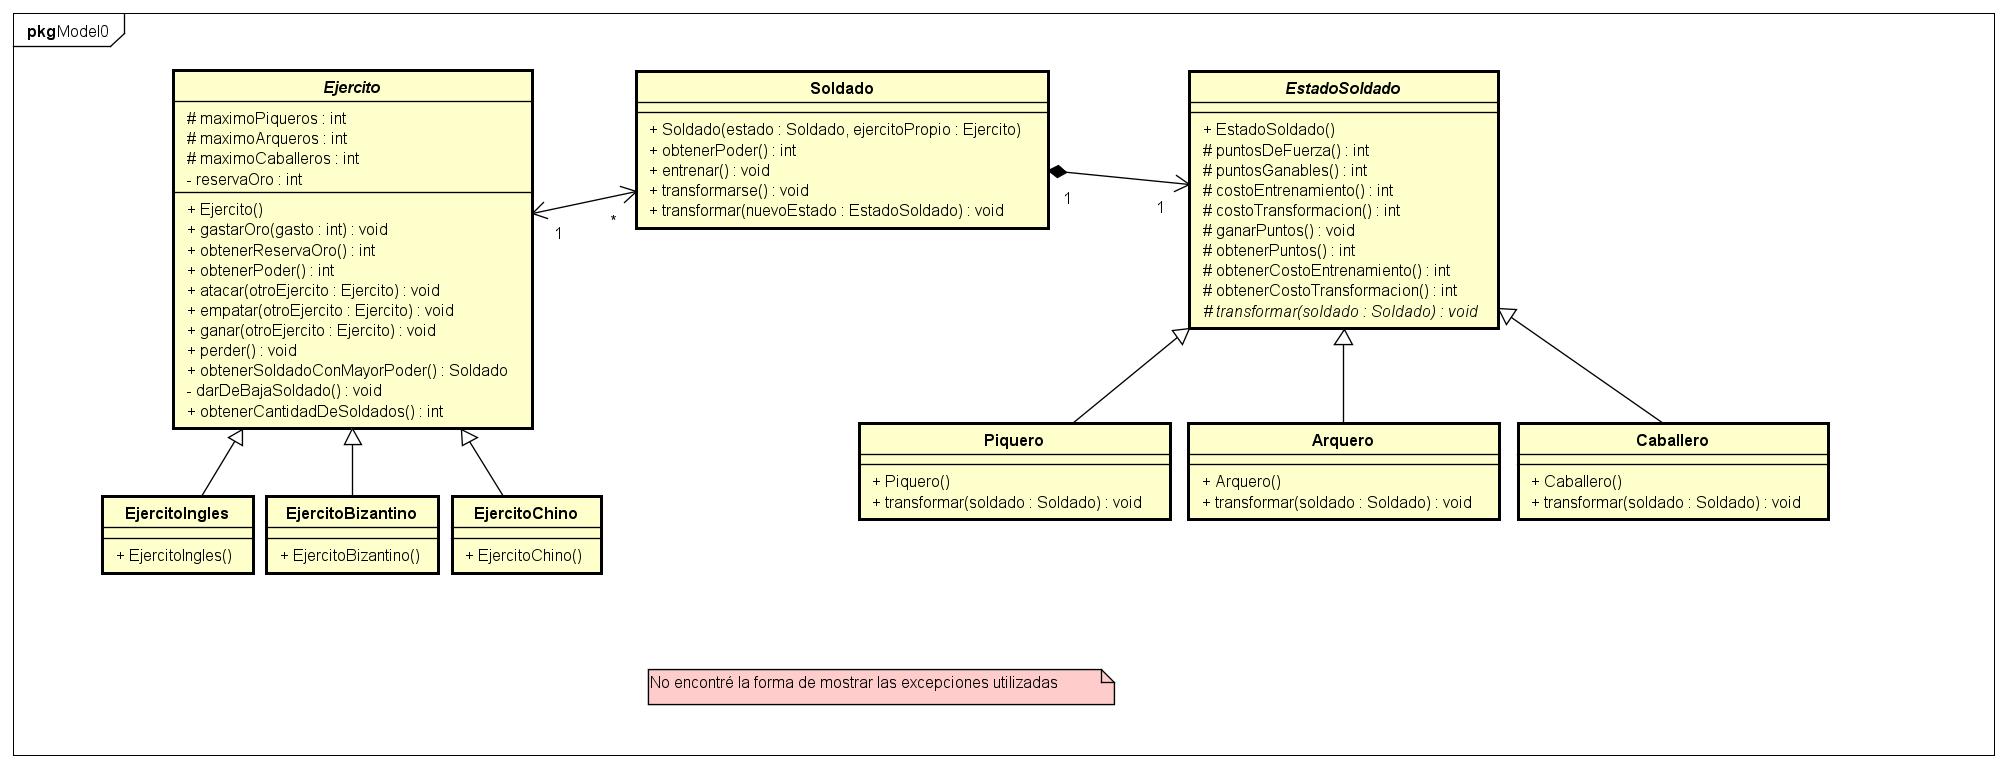 pkg Model0
Ejercito
# maximoPiqueros : int
# maximoArqueros : int
# maximoCaballeros : int
- reservaOro : int
+ Ejercito()
+ gastarOro(gasto : int) : void
+ obtenerReservaOro() : int
+ obtenerPoder() : int
+ atacar(otroEjercito : Ejercito) : void
+ empatar(otroEjercito : Ejercito) : void
+ ganar(otroEjercito : Ejercito) : void
+ perder() : void
+ obtenerSoldadoConMayorPoder() : Soldado
- darDeBajaSoldado() : void
+ obtenerCantidadDeSoldados() : int
1
*
Soldado
+ Soldado(estado : Soldado, ejercitoPropio : Ejercito)
+ obtenerPoder() : int
+ entrenar() : void
+ transformarse() : void
+ transformar(nuevoEstado : EstadoSoldado) : void
1
1
EstadoSoldado
+ EstadoSoldado()
# puntosDeFuerza() : int
# puntosGanables() : int
# costoEntrenamiento() : int
# costoTransformacion() : int
# ganarPuntos() : void
# obtenerPuntos() : int
# obtenerCostoEntrenamiento() : int
# obtenerCostoTransformacion() : int
# transformar(soldado : Soldado) : void
EjercitoIngles
+ EjercitoIngles()
EjercitoBizantino
+ EjercitoBizantino()
EjercitoChino
+ EjercitoChino()
Piquero
+ Piquero()
+ transformar(soldado : Soldado) : void
Arquero
+ Arquero()
+ transformar(soldado : Soldado) : void
Caballero
+ Caballero()
+ transformar(soldado : Soldado) : void
No encontré la forma de mostrar las excepciones utilizadas